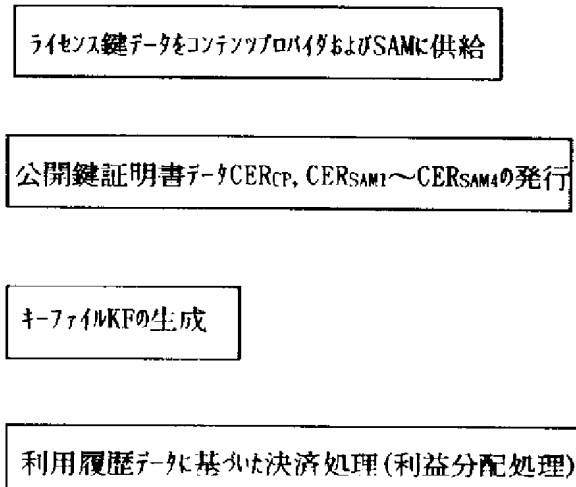 ライセンス鍵データをコンテンツプロバイダおよびSAMに供給
公開鍵証明書データCERCP, CERSAM1～CERSAM4の発行
キーファイルKFの生成
利用履歴データに基づいた決済処理(利益分配処理)